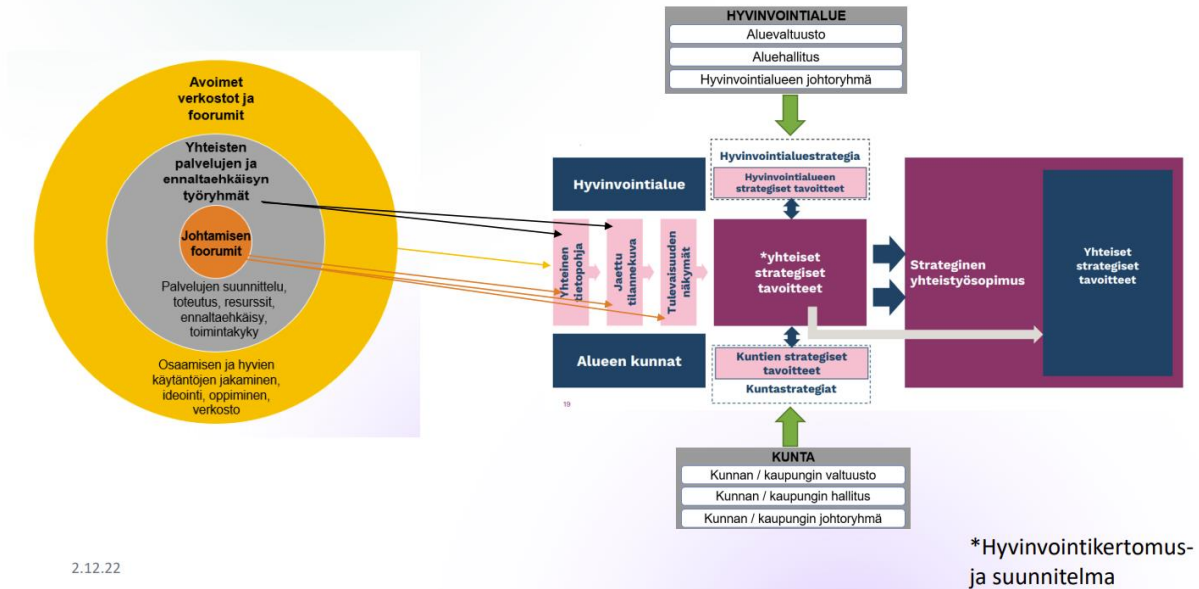 Avoimet
verkostot ja
foorumit
Yhteisten
palvelujen ja
ennaltaehkäisyn
työryhmät
Johtamisen
foorumit
Palvelujen suunnittelu,
toteutus, resurssit,
ennaltaehkäisy,
toimintakyky
Osaamisen ja hyvien
käytäntöjen jakaminen,
ideointi, oppiminen,
verkosto
HYVINVOINTIALUE
Aluevaltuusto
Aluehallitus
Hyvinvointialueen johtoryhmä
Hyvinvointialue
Hyvinvointialuestrategia
Hyvinvointialueen
strategiset tavoitteet
Yhteinen
tietopohja
Jaettu
tilannekuva
Tulevaisuuden
näkymät
*yhteiset
strategiset
tavoitteet
Strateginen
yhteistyösopimus
Yhteiset
strategiset
tavoitteet
Alueen kunnat
Kuntien strategiset
tavoitteet
Kuntastrategiat
19
KUNTA
Kunnan / kaupungin valtuusto
Kunnan / kaupungin hallitus
Kunnan / kaupungin johtoryhmä
2.12.22
*Hyvinvointikertomus-
ja suunnitelma